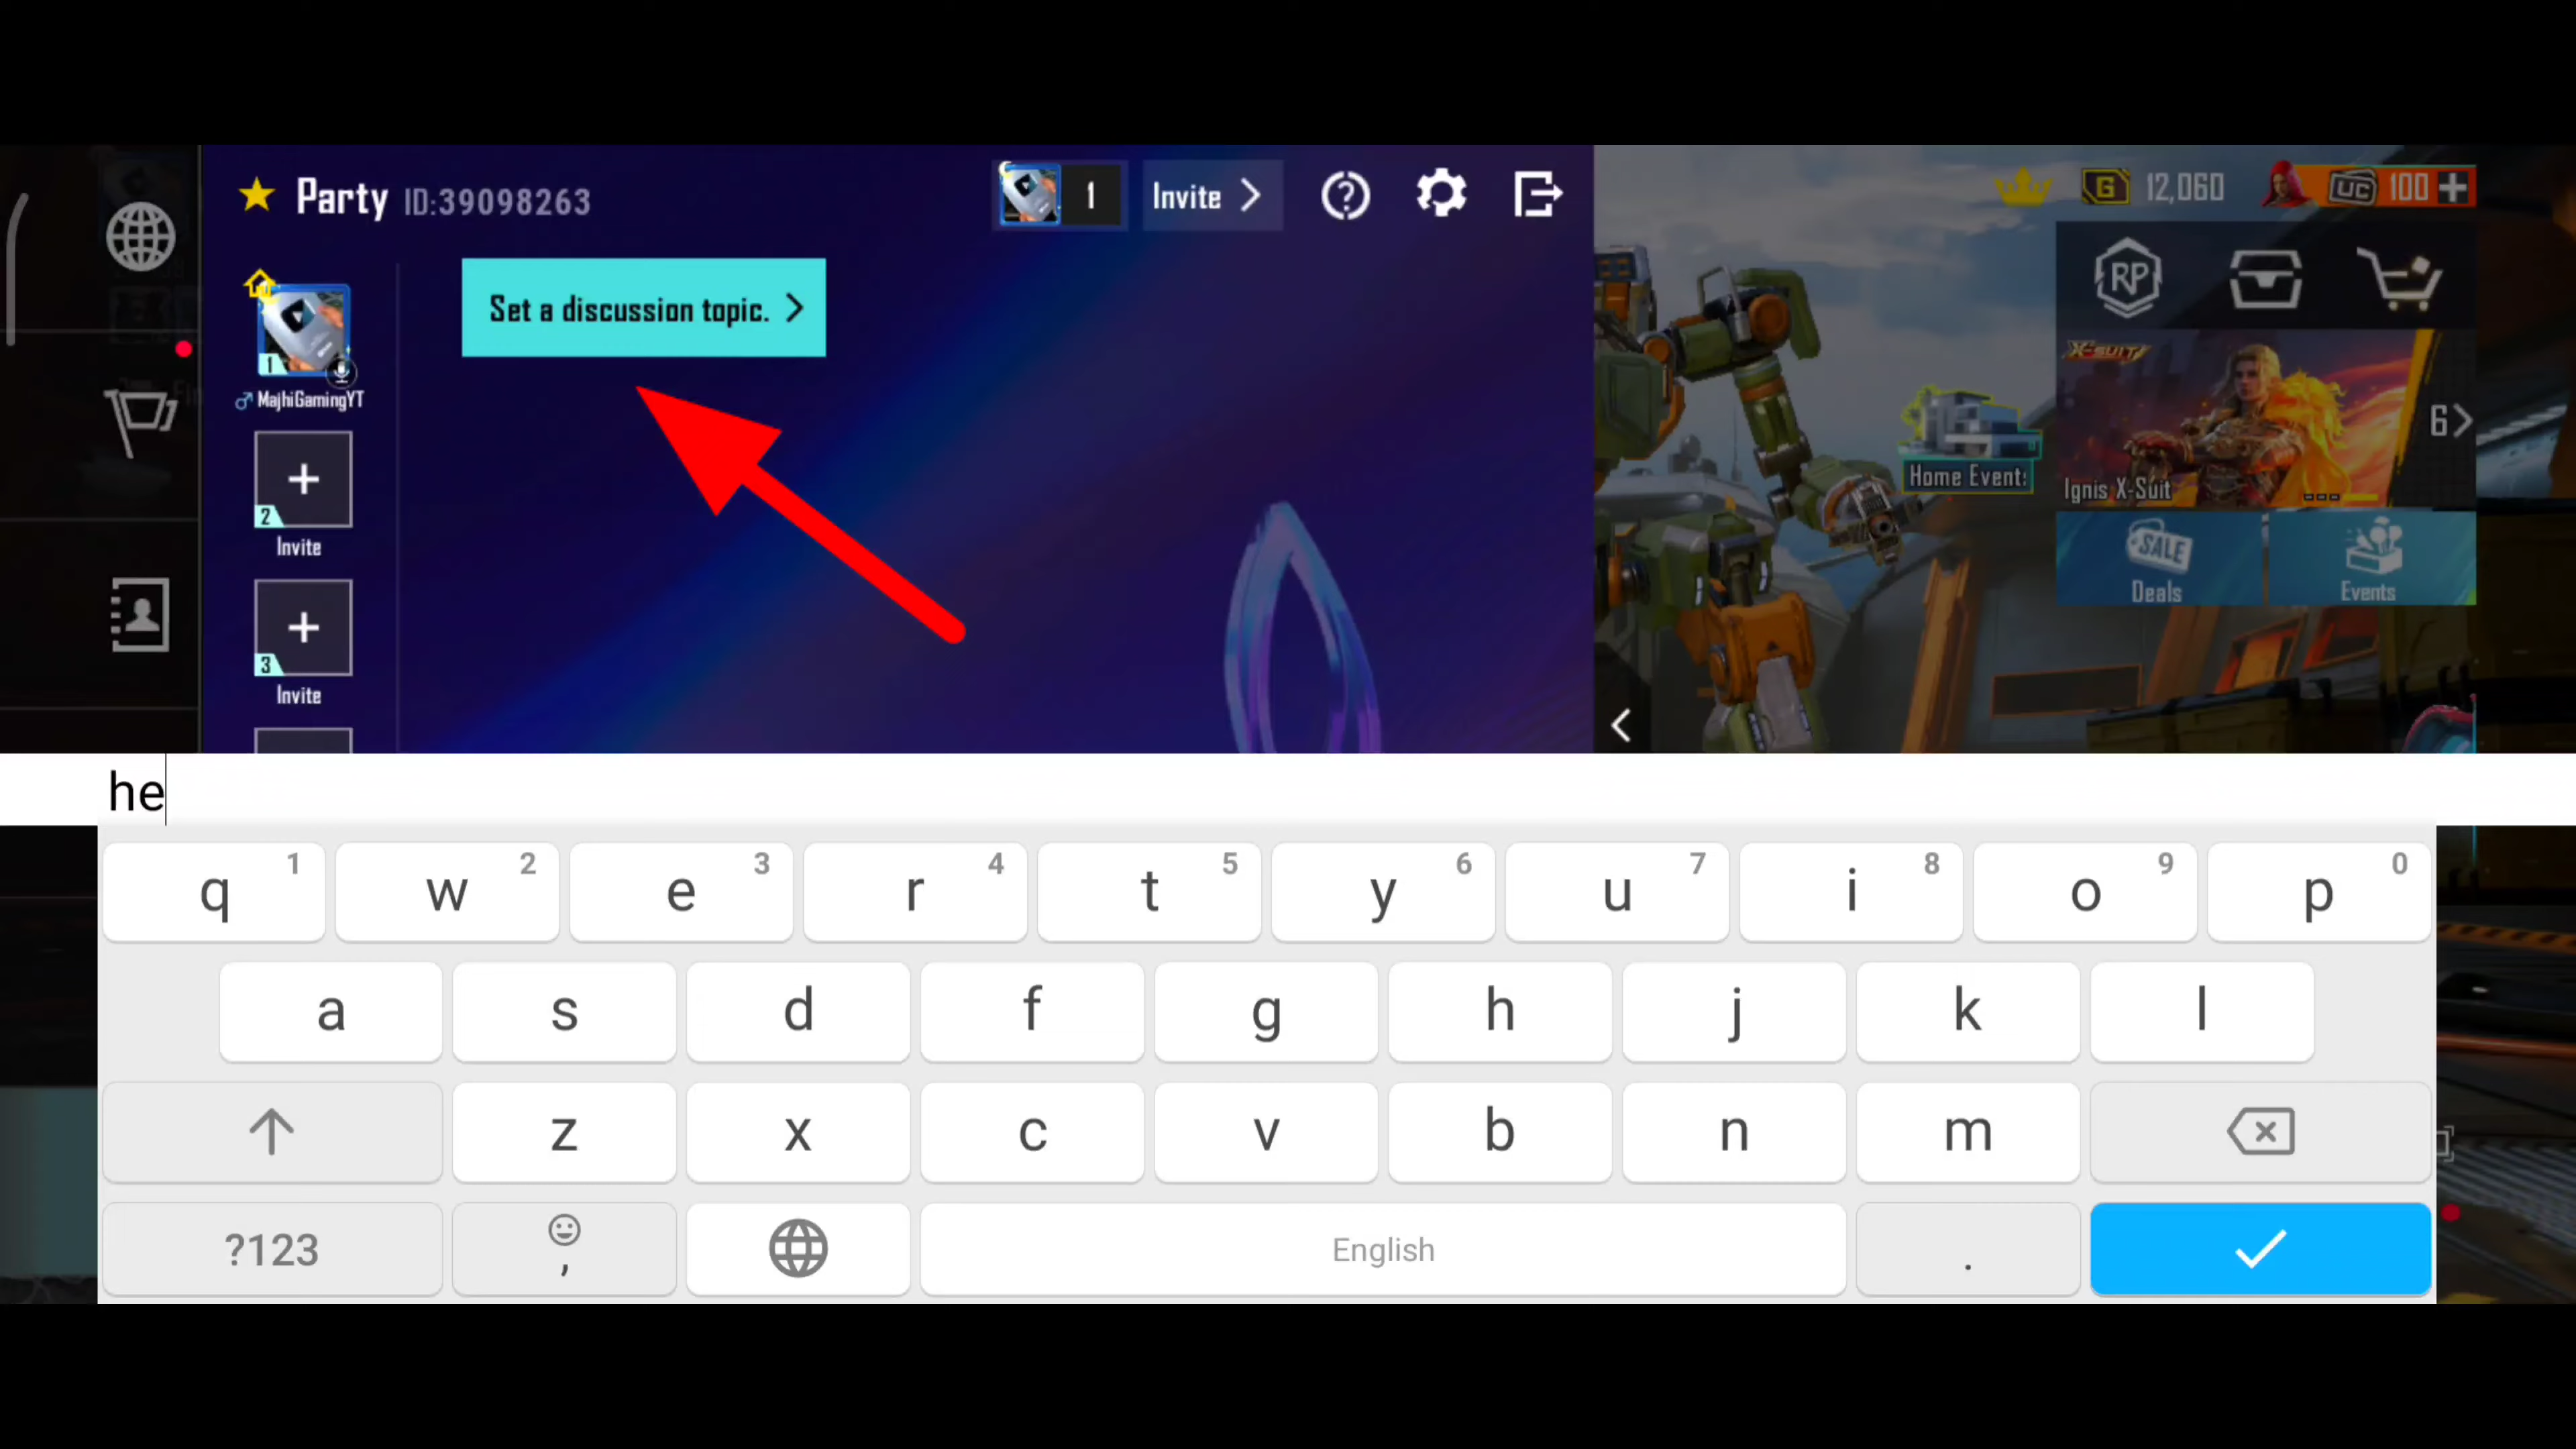 Party ID:39098263
1
Invite
12,060
UC 100
RP
Set a discussion topic.
1
MajhiGamingYT
2
Invite
3
Invite
Home Event
X-SUIT
Ignis X-Suit
6
SALE
Deals
Events
he
q 1 w 2 e 3 r 4 t 5 y 6 u 7 i 8 o 9 p 0
a s d f g h j k l
z x c v b n m
?123 , English .